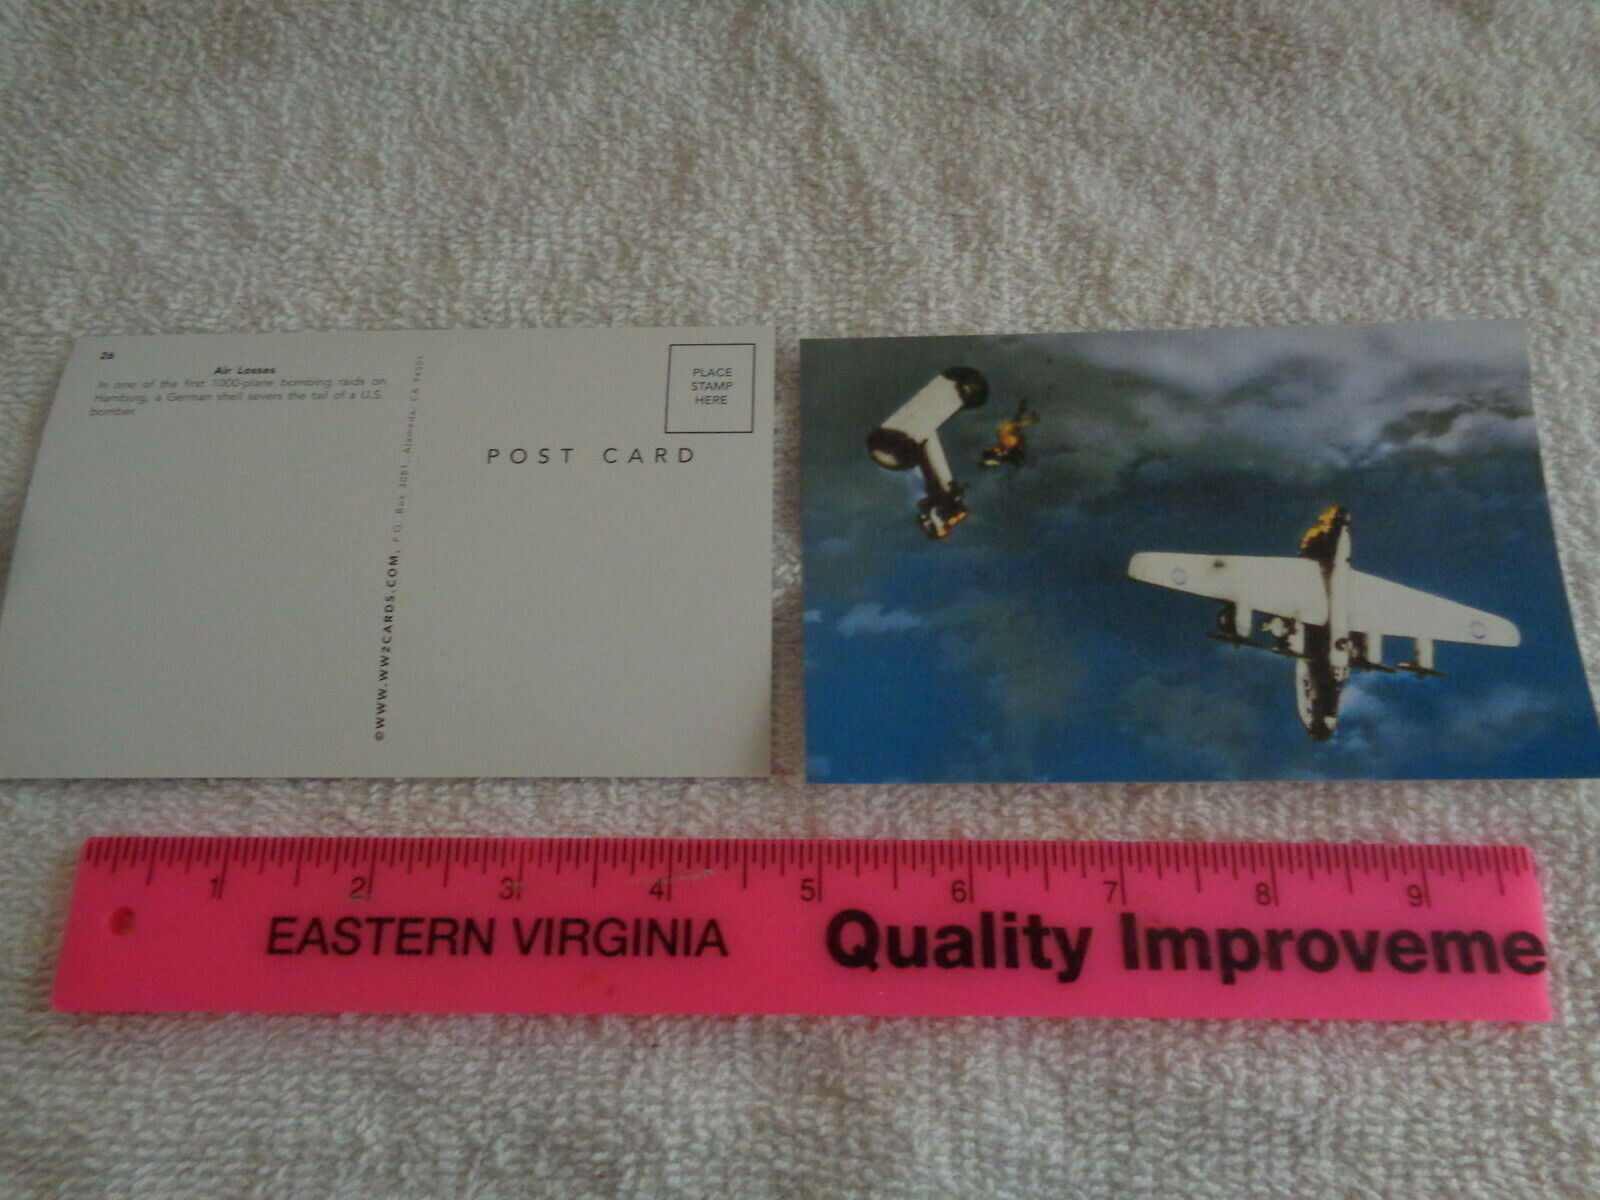 26
Air Losses
In one of the first 1000-plane bombing raids on
Hamburg, a German shell severs the tail of a U.S.
bomber.
©WWW.WW2CARDS.COM, P.O. Box 3081, Alameda, CA 94501
PLACE
STAMP
HERE
POST CARD
1 2 3 4 5 6 7 8 9
EASTERN VIRGINIA Quality Improveme